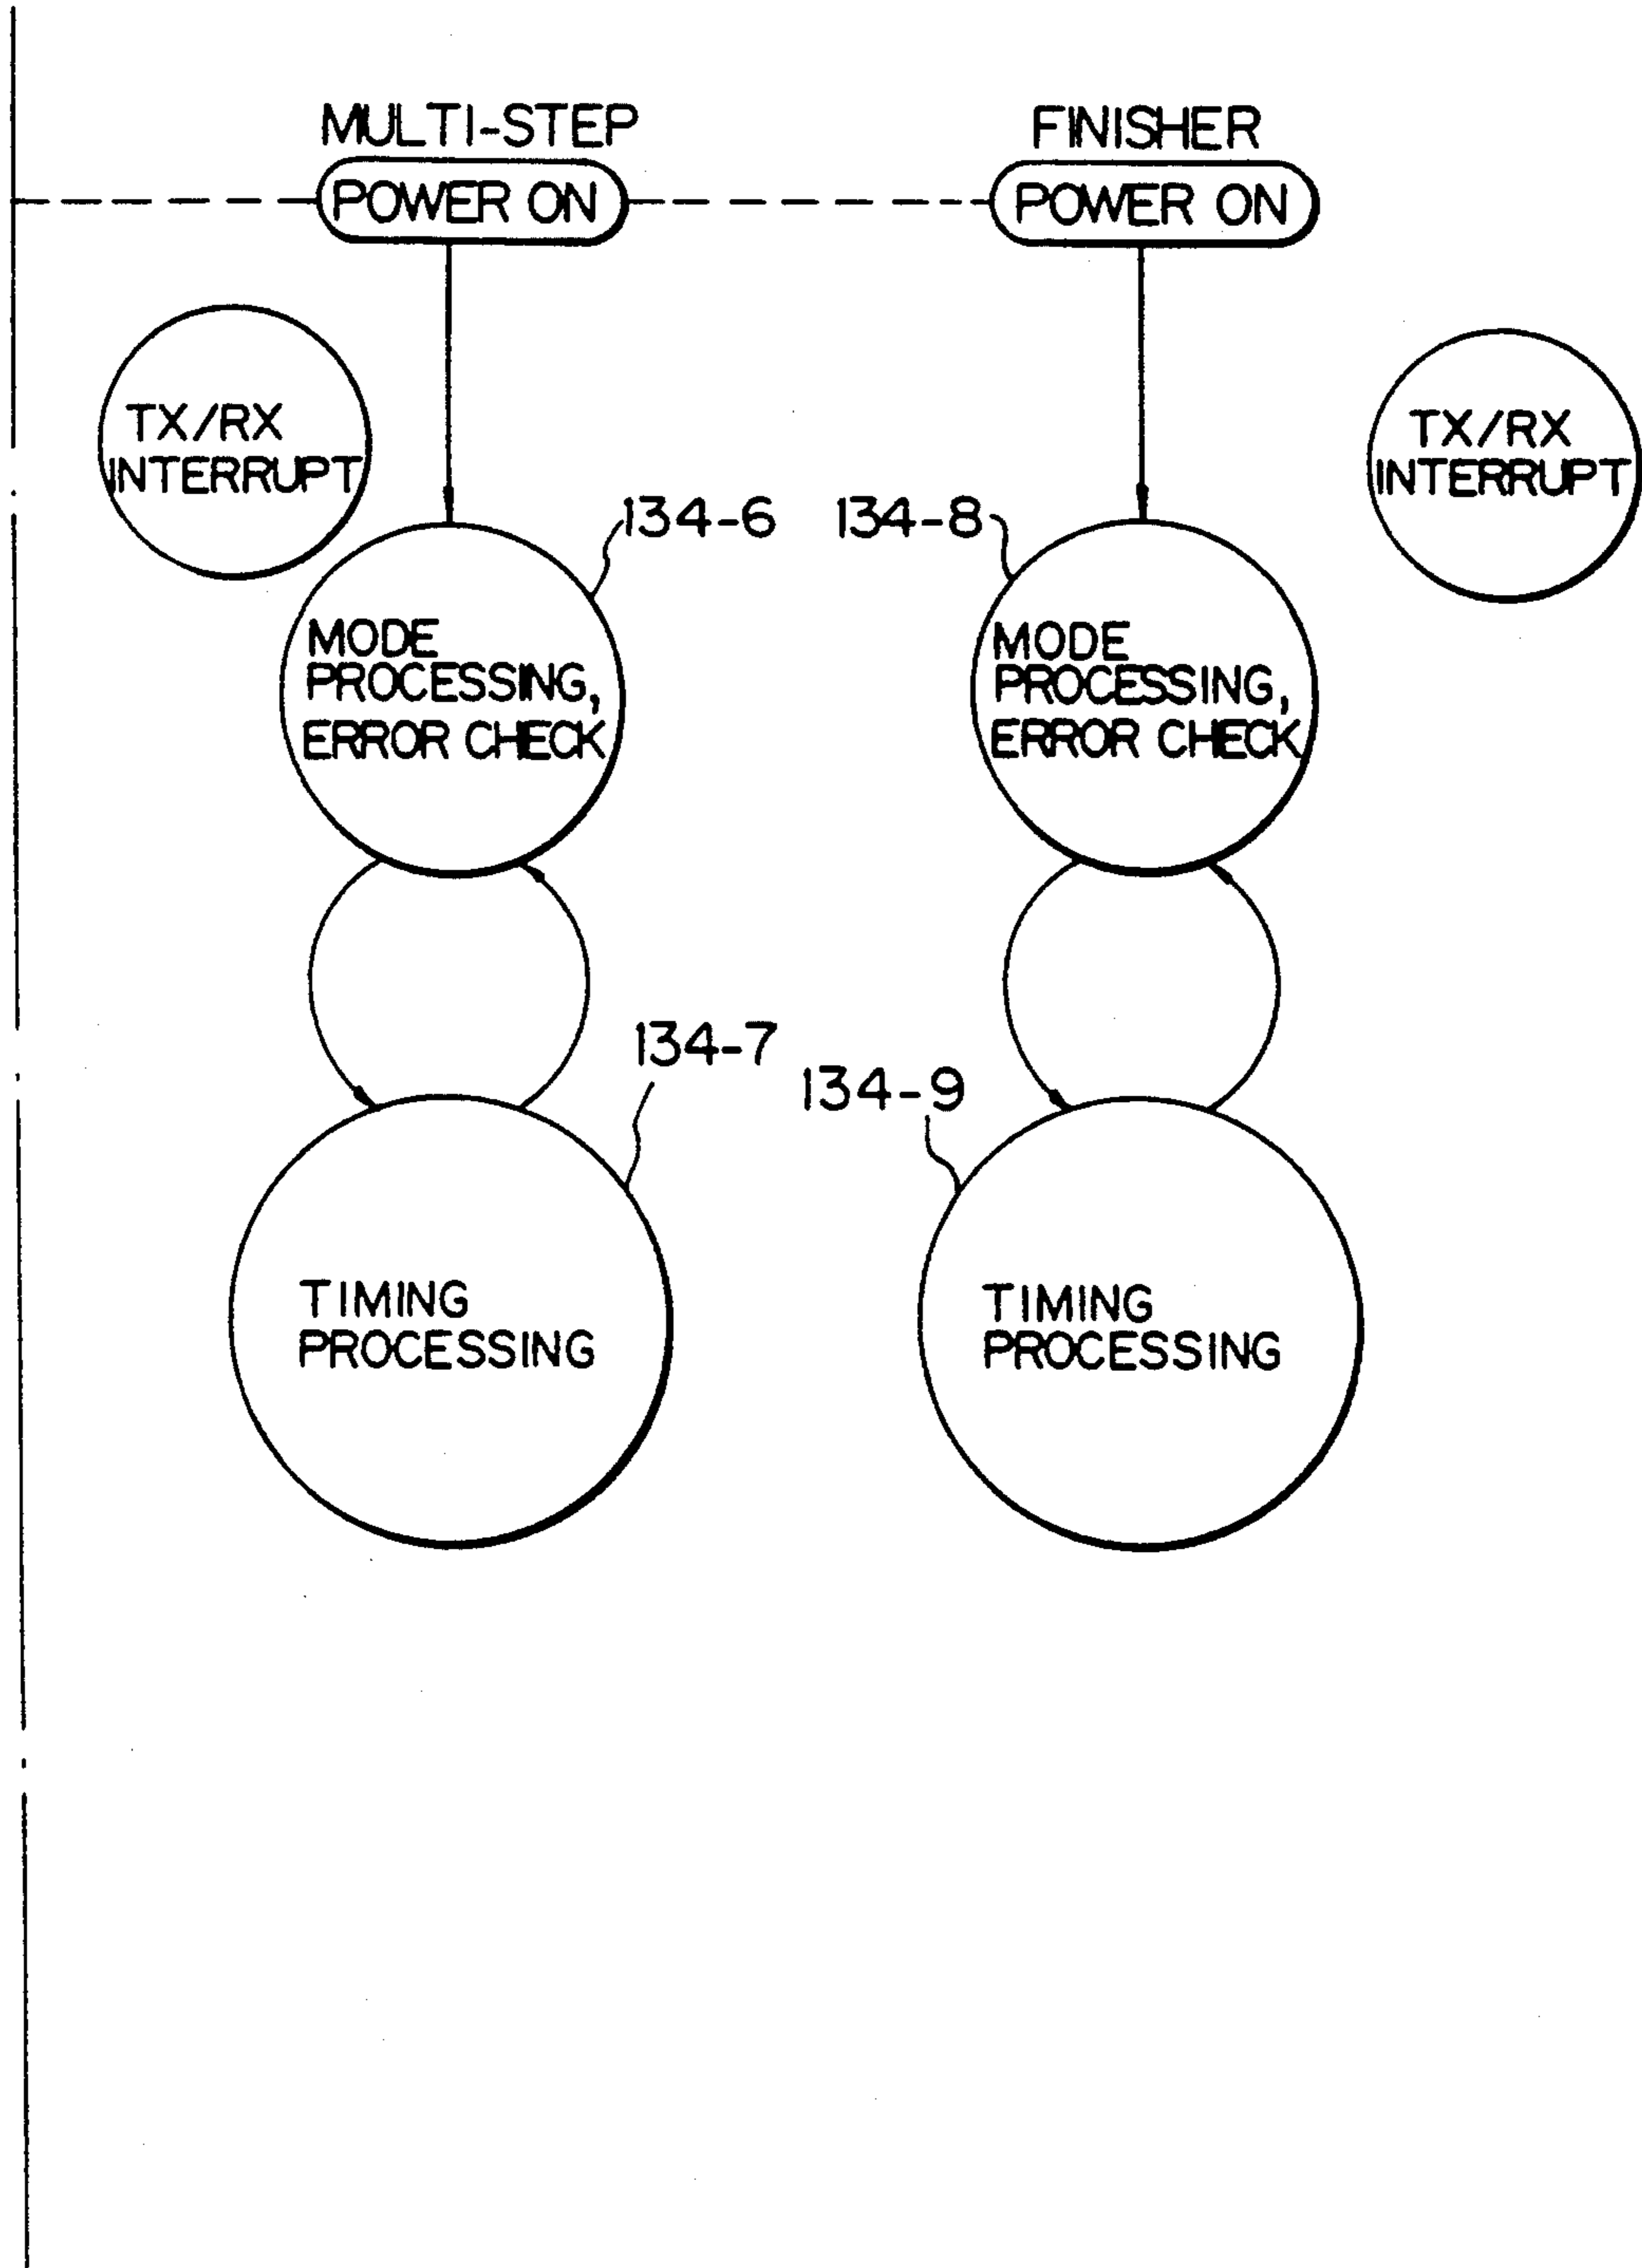 MULTI-STEP
POWER ON
TX/RX
INTERRUPT
134-6
MODE
PROCESSING,
ERROR CHECK
134-7
TIMING
PROCESSING
FINISHER
POWER ON
TX/RX
INTERRUPT
134-8
MODE
PROCESSING,
ERROR CHECK
134-9
TIMING
PROCESSING